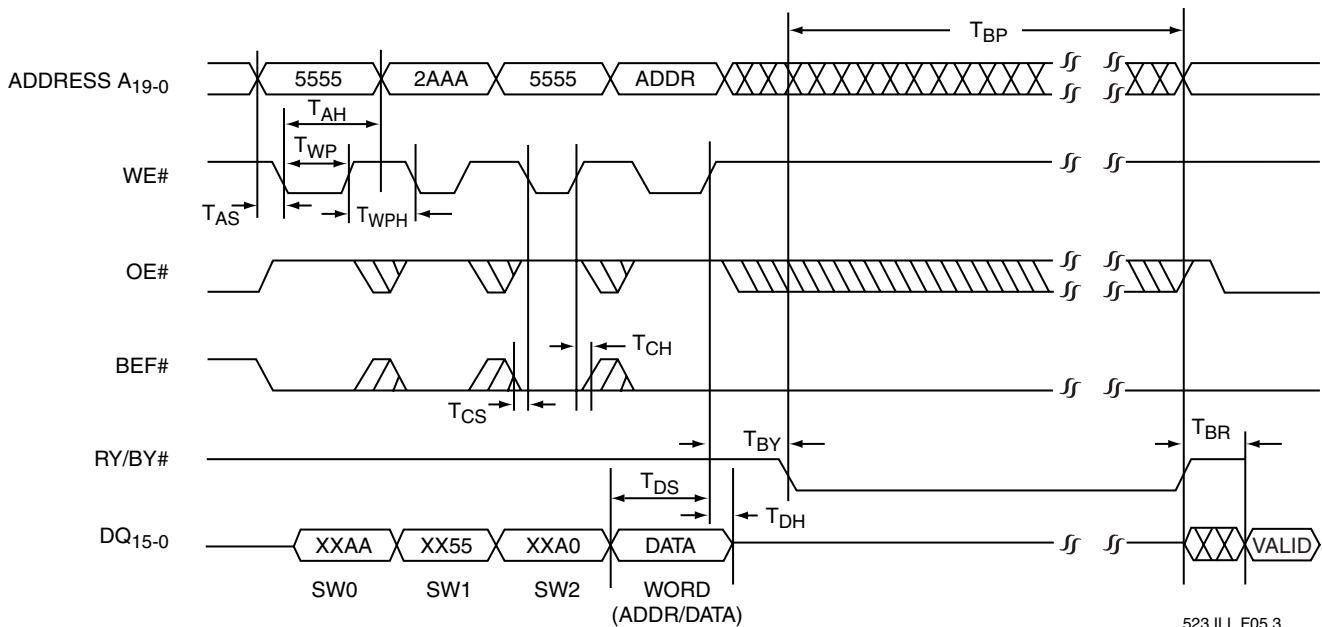 TBP
ADDRESS A19-0 5555 2AAA 5555 ADDR
TAH
TWP
WE#
TAS TWPH
OE#
TCH
BEF#
TCS
TBY TBR
RY/BY#
TDS
TDH
DQ15-0 XXAA XX55 XXA0 DATA VALID
SW0 SW1 SW2 WORD
(ADDR/DATA)
523 ILL F05.3